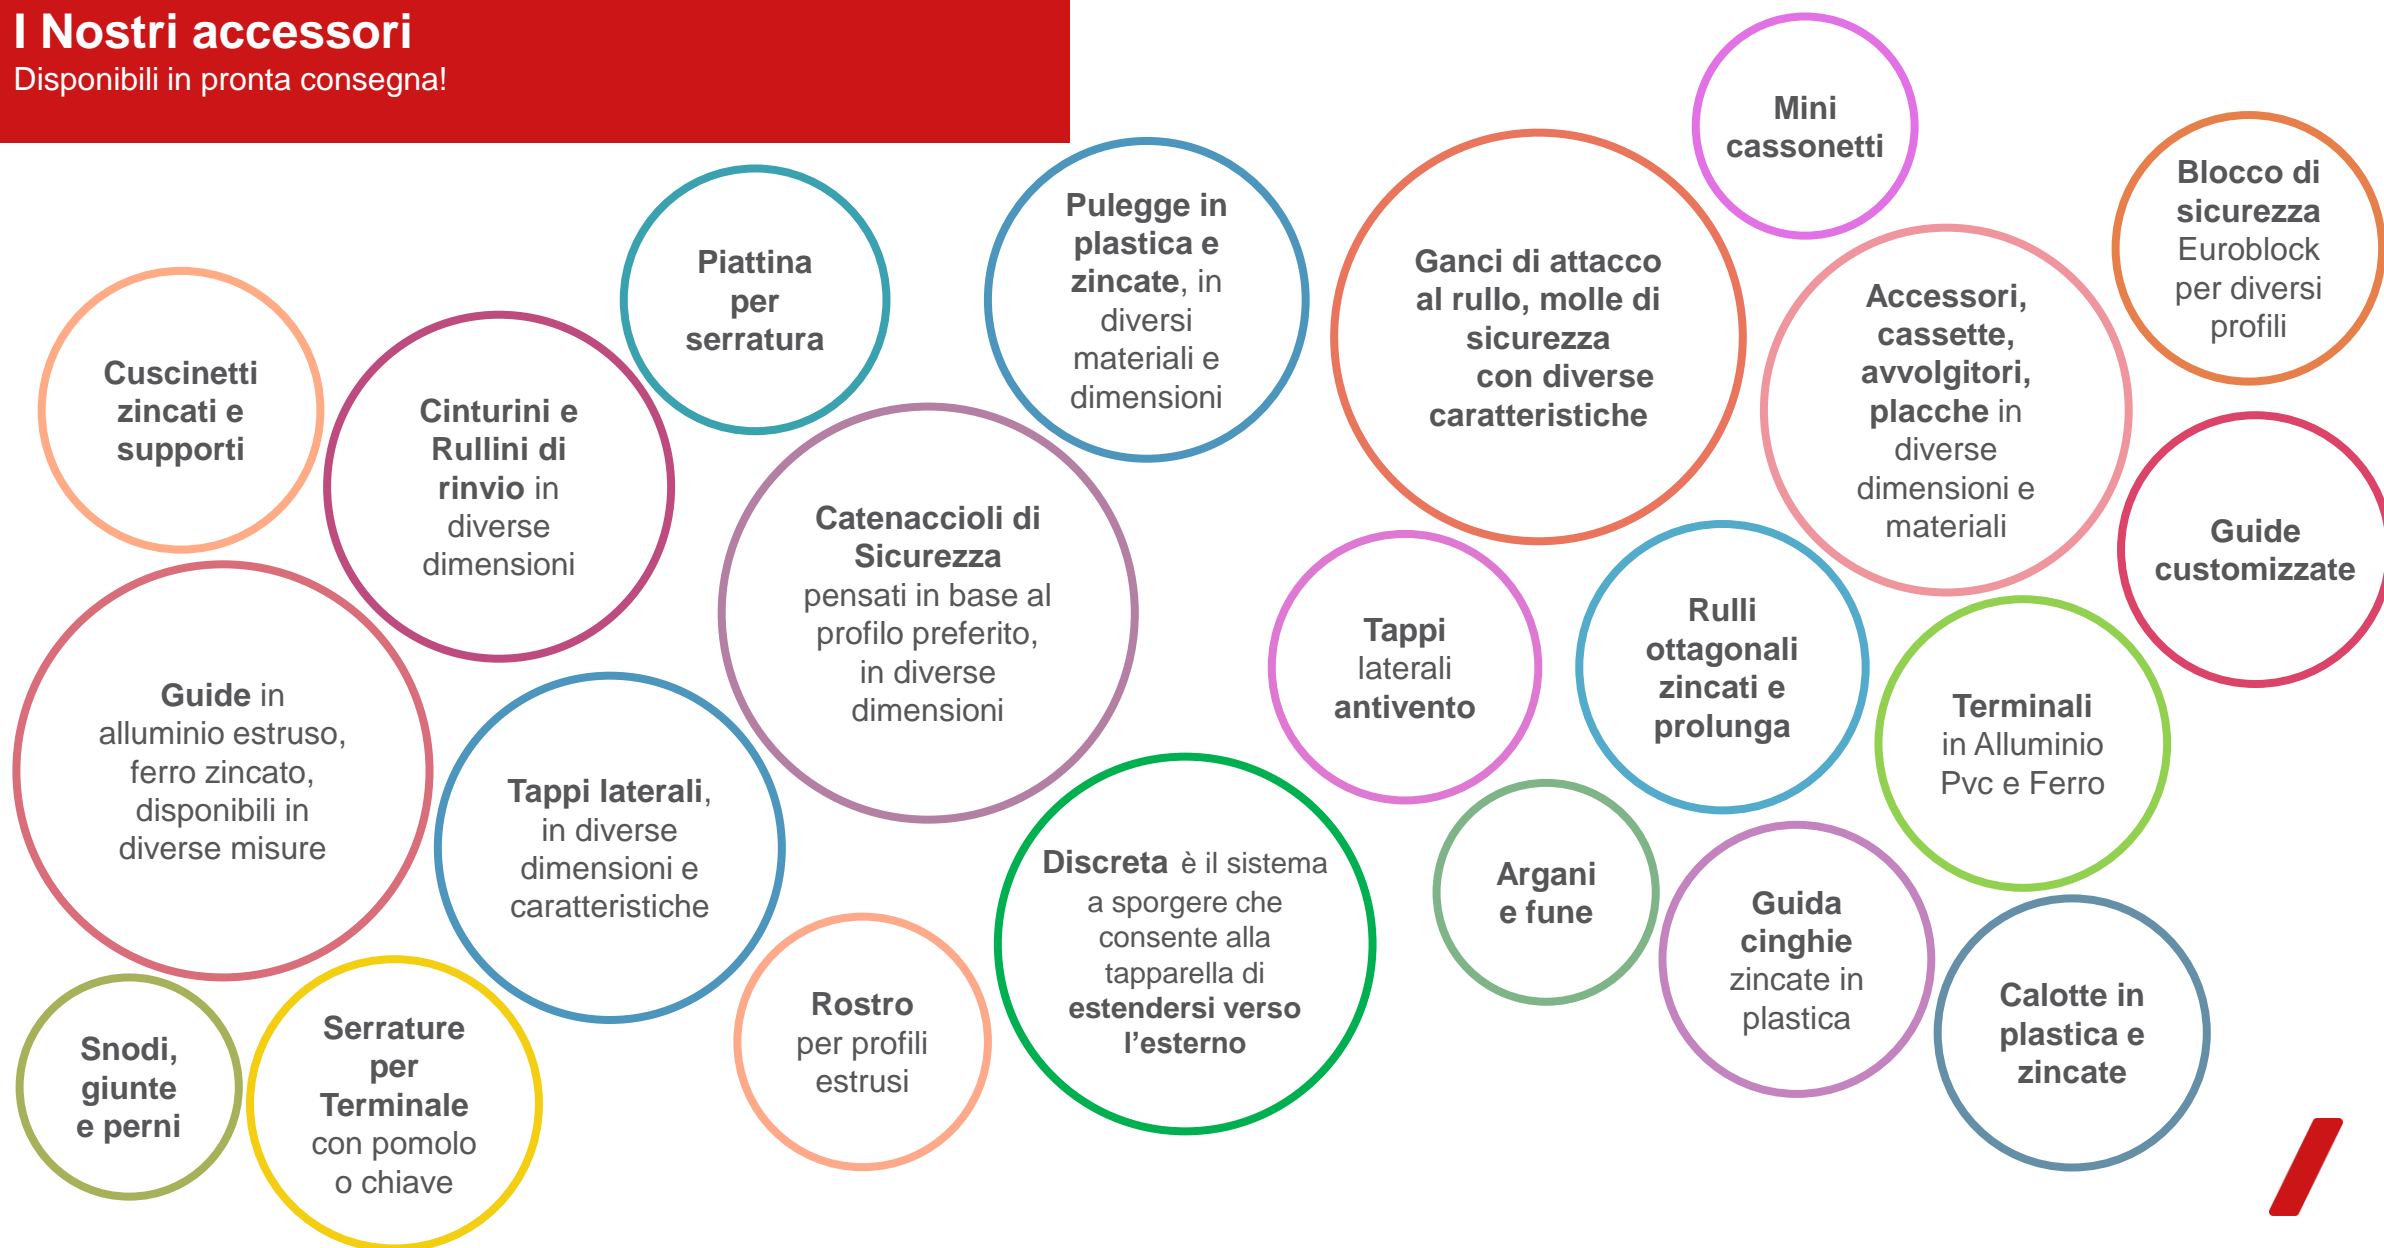 I Nostri accessori
Disponibili in pronta consegna!
Cuscinetti
zincati e
supporti
Cinturini e
Rullini di
rinvio in
diverse
dimensioni
Piattina
per
serratura
Pulegge in
plastica e
zincate, in
diversi
materiali e
dimensioni
Ganci di attacco
al rullo, molle di
sicurezza
con diverse
caratteristiche
Mini
cassonetti
Accessori,
cassette,
avvolgitori,
placche in
diverse
dimensioni e
materiali
Blocco di
sicurezza
Euroblock
per diversi
profili
Guide
customizzate
Guide in
alluminio estruso,
ferro zincato,
disponibili in
diverse misure
Tappi laterali,
in diverse
dimensioni e
caratteristiche
Catenaccioli di
Sicurezza
pensati in base al
profilo preferito,
in diverse
dimensioni
Tappi
laterali
antivento
Rulli
ottagonali
zincati e
prolunga
Terminali
in Alluminio
Pvc e Ferro
Snodi,
giunte
e perni
Serrature
per
Terminale
con pomolo
o chiave
Rostro
per profili
estrusi
Discreta è il sistema
a sporgere che
consente alla
tapparella di
estendersi verso
l’esterno
Argani
e fune
Guida
cinghie
zincate in
plastica
Calotte in
plastica e
zincate